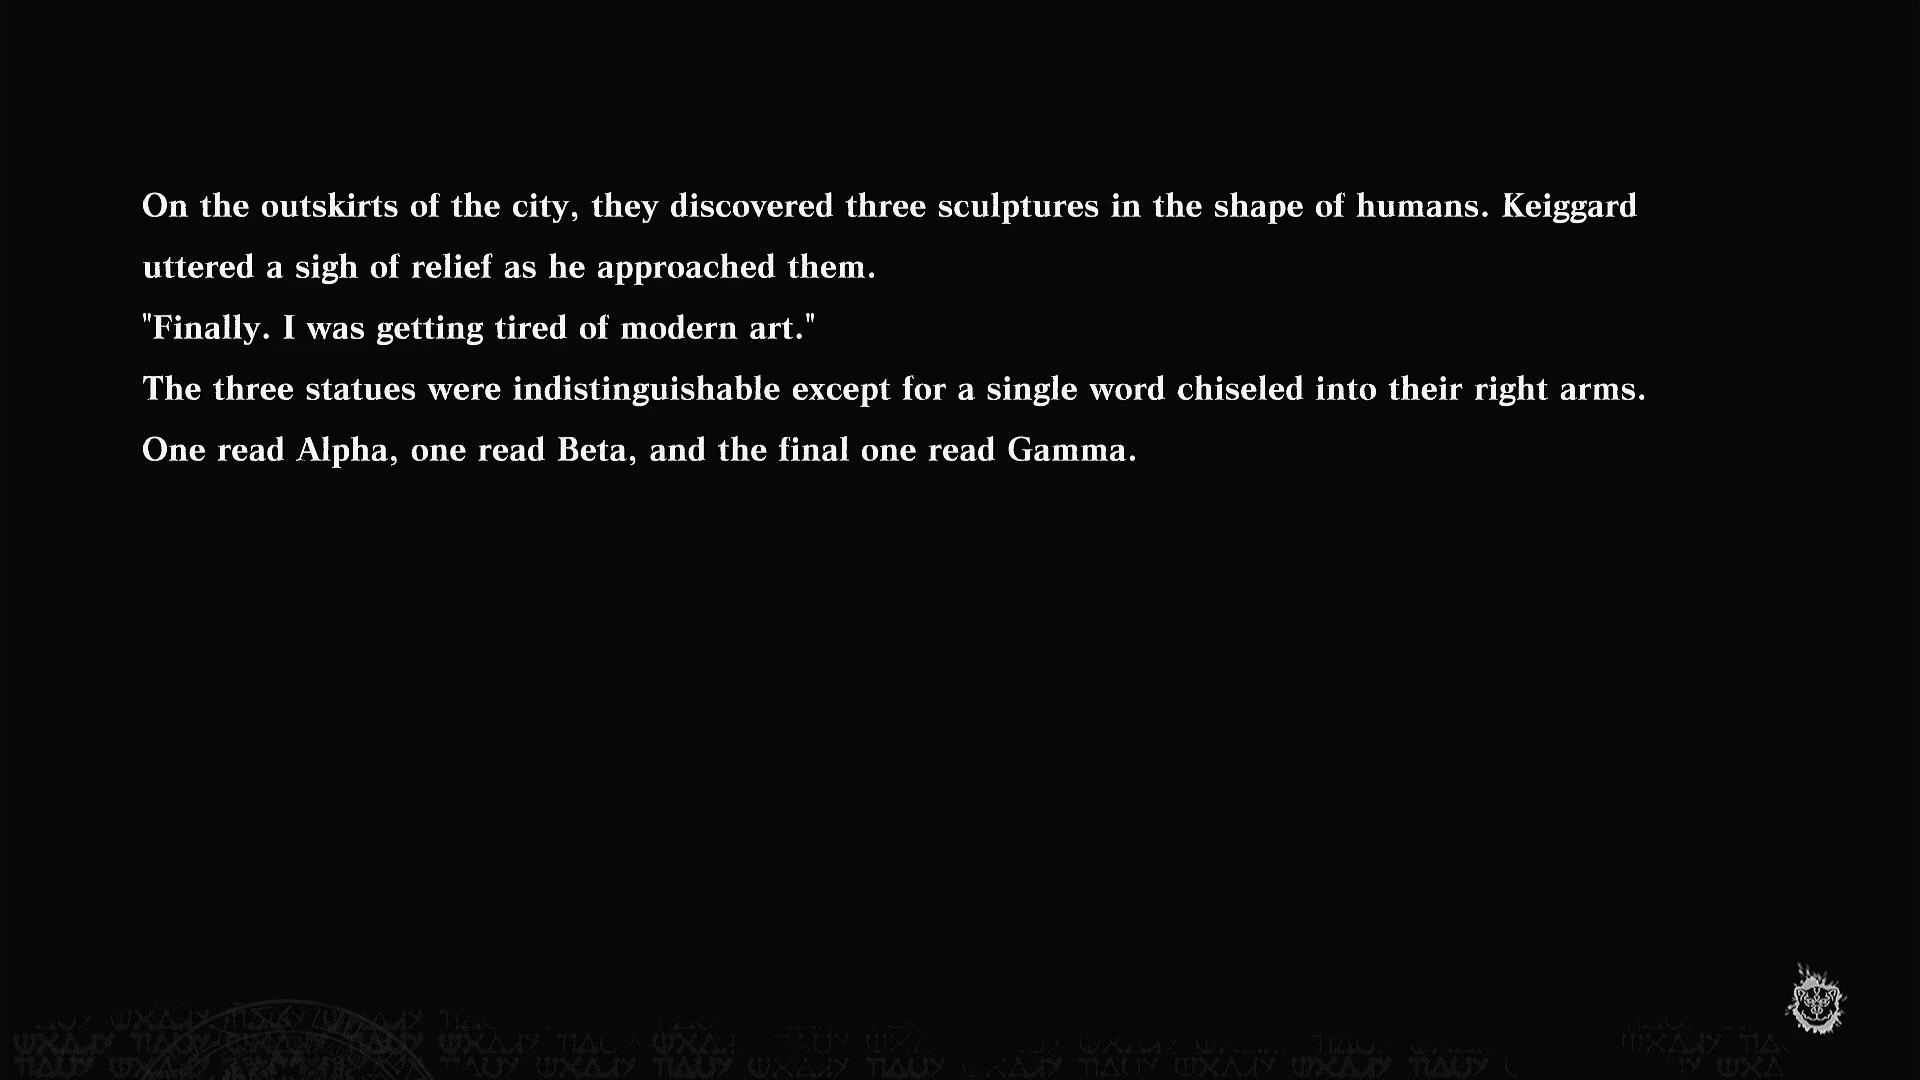 On the outskirts of the city, they discovered three sculptures in the shape of humans. Keiggard
uttered a sigh of relief as he approached them.
"Finally. I was getting tired of modern art."
The three statues were indistinguishable except for a single word chiseled into their right arms.
One read Alpha, one read Beta, and the final one read Gamma.